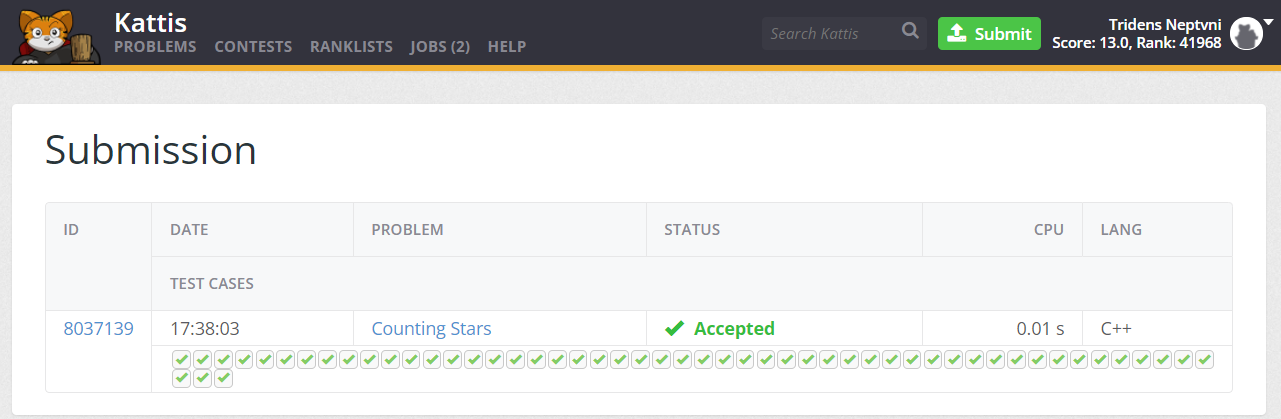 Kattis
PROBLEMS CONTESTS RANKLISTS JOBS (2) HELP
Search Kattis
Submit
Tridens Neptvni
Score: 13.0, Rank: 41968
Submission
ID DATE PROBLEM STATUS CPU LANG
TEST CASES
8037139 17:38:03 Counting Stars Accepted 0.01 s C++